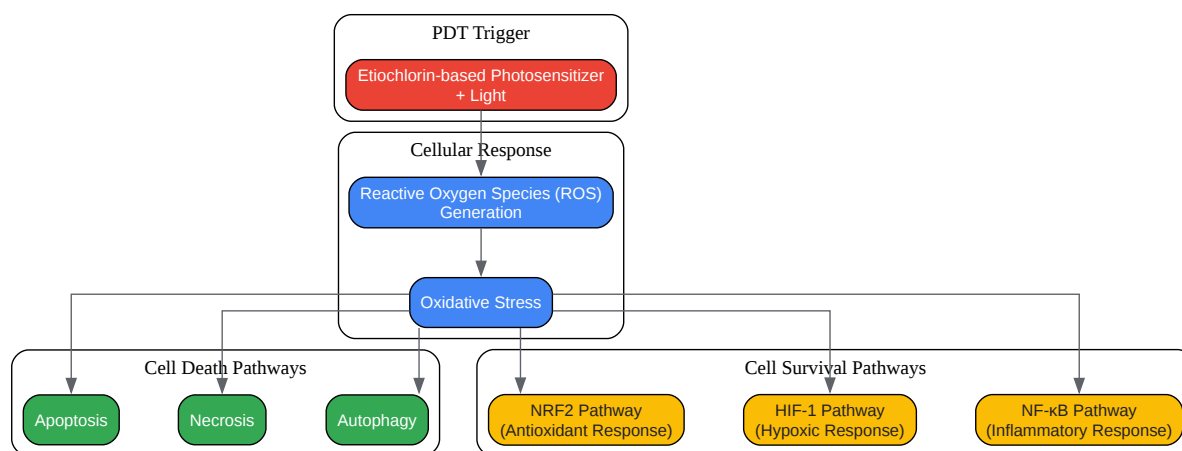 PDT Trigger
Etiochlorin-based Photosensitizer
+ Light
Cellular Response
Reactive Oxygen Species (ROS)
Generation
Oxidative Stress
Cell Death Pathways
Apoptosis
Necrosis
Autophagy
Cell Survival Pathways
NRF2 Pathway
(Antioxidant Response)
HIF-1 Pathway
(Hypoxic Response)
NF-κB Pathway
(Inflammatory Response)